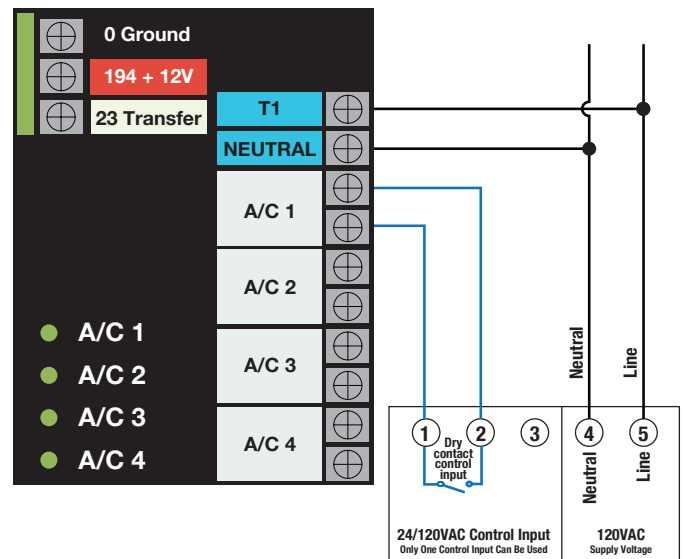 0 Ground
194 + 12V
23 Transfer
T1
NEUTRAL
A/C 1
A/C 2
A/C 3
A/C 4
A/C 1
A/C 2
A/C 3
A/C 4
Neutral
Line
1
2
3
4
5
Dry
contact
control
input
Neutral
Line
24/120VAC Control Input
Only One Control Input Can Be Used
120VAC
Supply Voltage